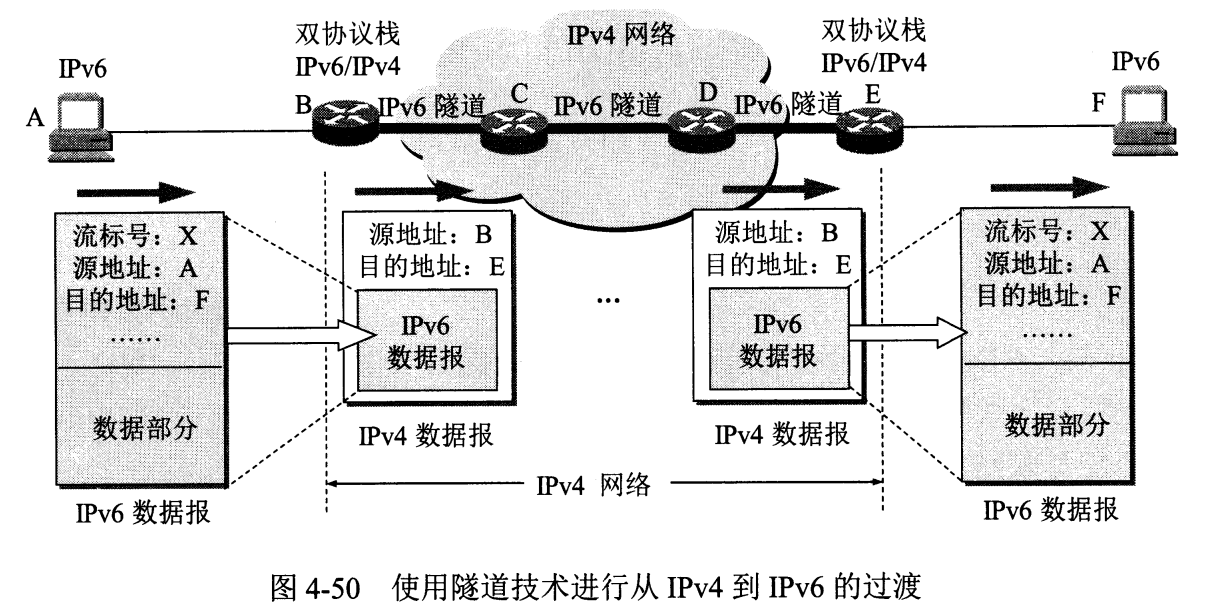 双协议栈
IPv6/IPv4
IPv4 网络
双协议栈
IPv6/IPv4
IPv6
IPv6
A
B
IPv6 隧道
C
IPv6 隧道
D
IPv6 隧道
E
F
流标号：X
源地址：A
目的地址：F
……
数据部分
IPv6 数据报
源地址：B
目的地址：E
IPv6
数据报
IPv4 数据报
...
源地址：B
目的地址：E
IPv6
数据报
IPv4 数据报
流标号：X
源地址：A
目的地址：F
……
数据部分
IPv6 数据报
IPv4 网络
图 4-50 使用隧道技术进行从 IPv4 到 IPv6 的过渡